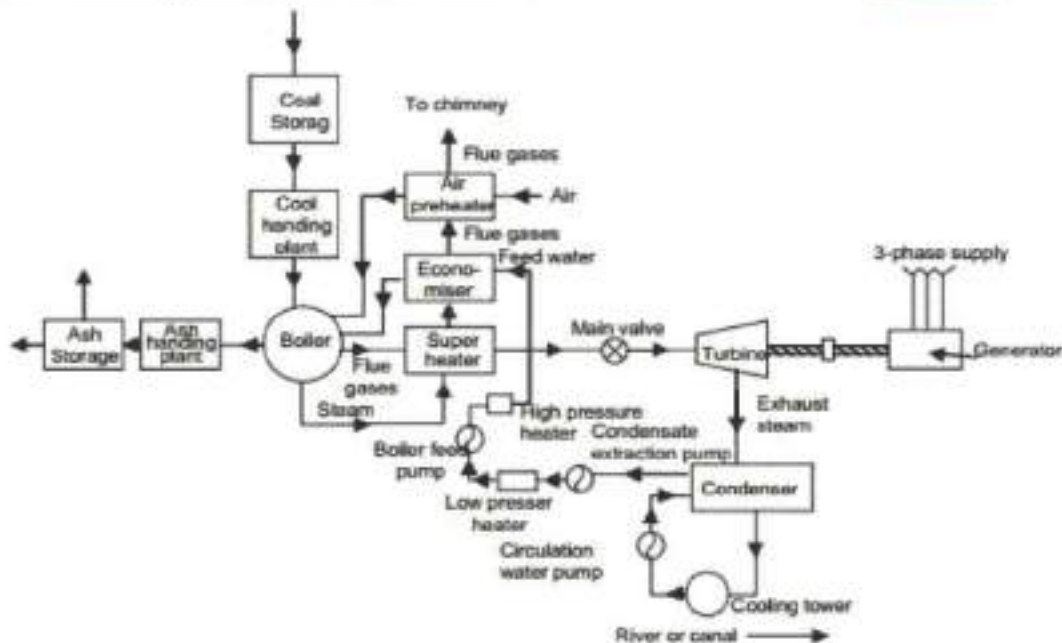 Coal
Storag
To chimney
Flue gases
Cool
handing
plant
Air
preheater
Air
Flue gases
Feed water
Econo-
miser
3-phase supply
Ash
Storage
Ash
handing
plant
Boiler
Super
heater
Main valve
Turbine
Generator
Flue
gases
Steam
High pressure
heater
Exhaust
steam
Boiler feed
pump
Condensate
extraction pump
Low presser
heater
Condenser
Circulation
water pump
Cooling tower
River or canal